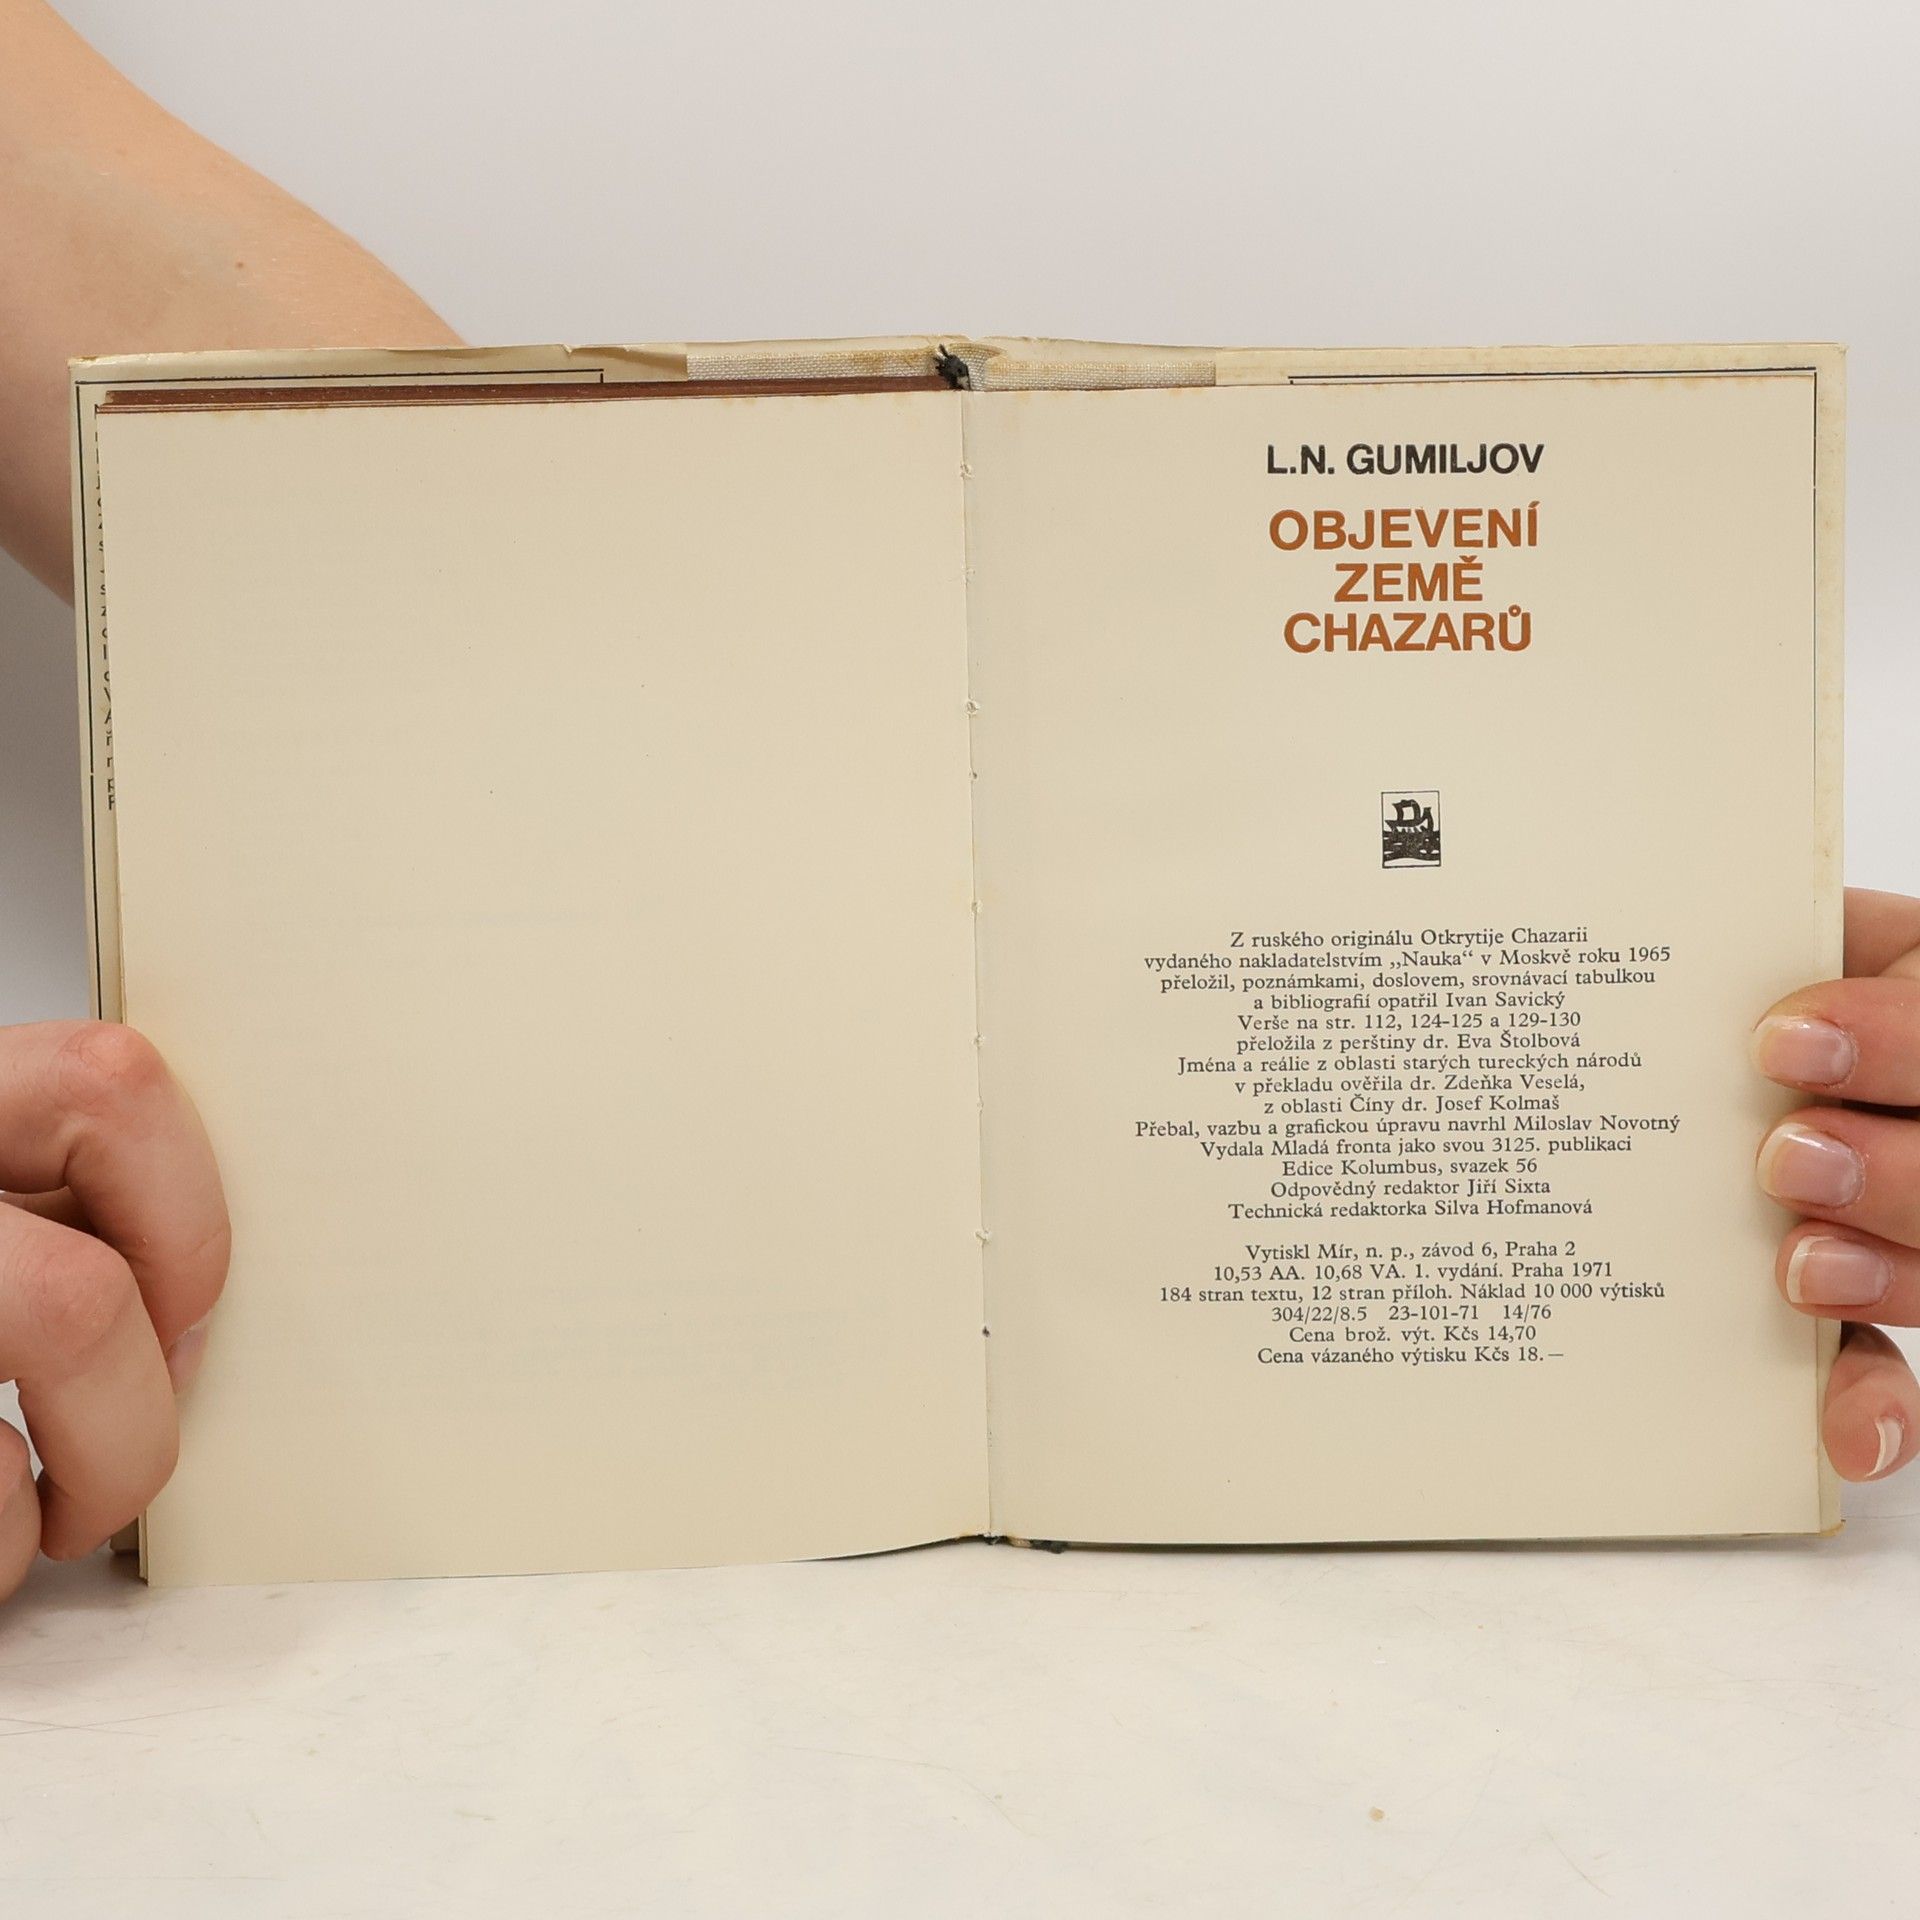 L.N. GUMILJOV
OBJEVENÍ
ZEMĚ
CHAZARŮ
Z ruského originálu Otkrytije Chazarii
vydaného nakladatelstvím „Nauka“ v Moskvě roku 1965
přeložil, poznámkami, doslovem, srovnávací tabulkou
a bibliografií opatřil Ivan Savický
Verše na str. 112, 124-125 a 129-130
přeložila z perštiny dr. Eva Štolbová
Jména a reálie z oblasti starých tureckých národů
v překladu ověřila dr. Zdeňka Veselá,
z oblasti Číny dr. Josef Kolmaš
Přebal, vazbu a grafickou úpravu navrhl Miloslav Novotný
Vydala Mladá fronta jako svou 3125. publikaci
Edice Kolumbus, svazek 56
Odpovědný redaktor Jiří Sixta
Technická redaktorka Silva Hofmanová
Vytiskl Mír, n. p., závod 6, Praha 2
10,53 AA. 10,68 VA. 1. vydání. Praha 1971
184 stran textu, 12 stran příloh. Náklad 10 000 výtisků
304/22/8.5 23-101-71 14/76
Cena brož. výt. Kčs 14,70
Cena vázaného výtisku Kčs 18.—